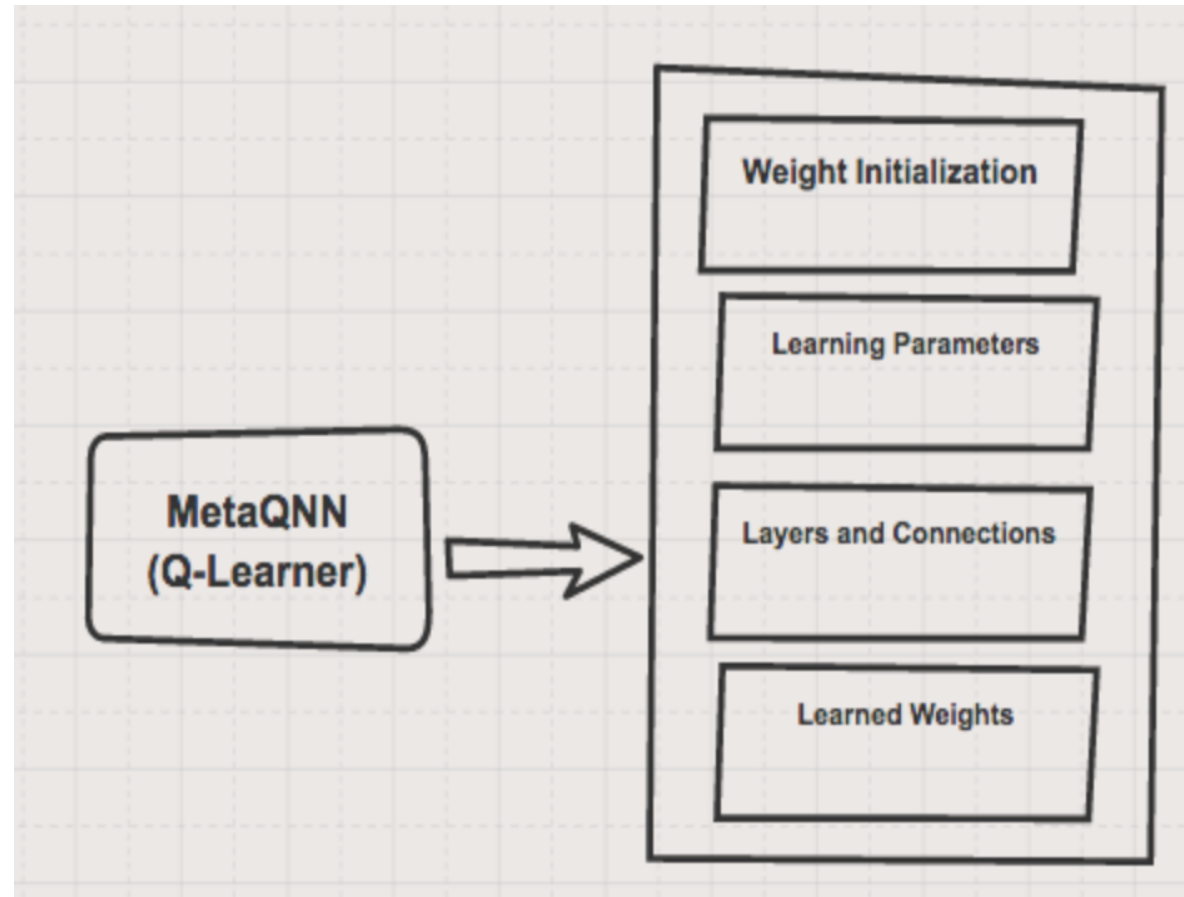 MetaQNN
(Q-Learner)
Weight Initialization
Learning Parameters
Layers and Connections
Learned Weights